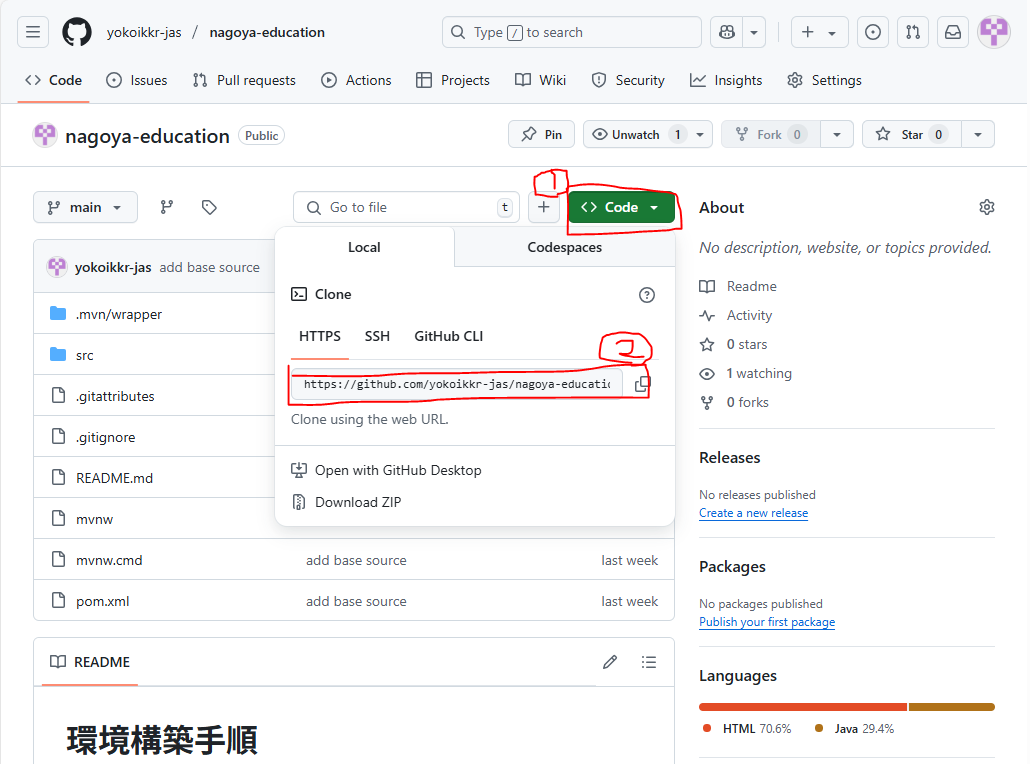 yokoikkr-jas / nagoya-education
Type / to search
Code Issues Pull requests Actions Projects Wiki Security Insights Settings
nagoya-education Public
Pin Unwatch 1 Fork 0 Star 0
1
main Go to file t Code
About
No description, website, or topics provided.
yokoikkr-jas add base source
Local Codespaces
Clone
HTTPS SSH GitHub CLI
2
https://github.com/yokoikkr-jas/nagoya-educatio
Clone using the web URL.
Open with GitHub Desktop
Download ZIP
.mvn/wrapper
src
.gitattributes
.gitignore
README.md
mvnw
mvnw.cmd add base source last week
pom.xml add base source last week
Readme
Activity
0 stars
1 watching
0 forks
Releases
No releases published
Create a new release
Packages
No packages published
Publish your first package
Languages
HTML 70.6% Java 29.4%
README
環境構築手順